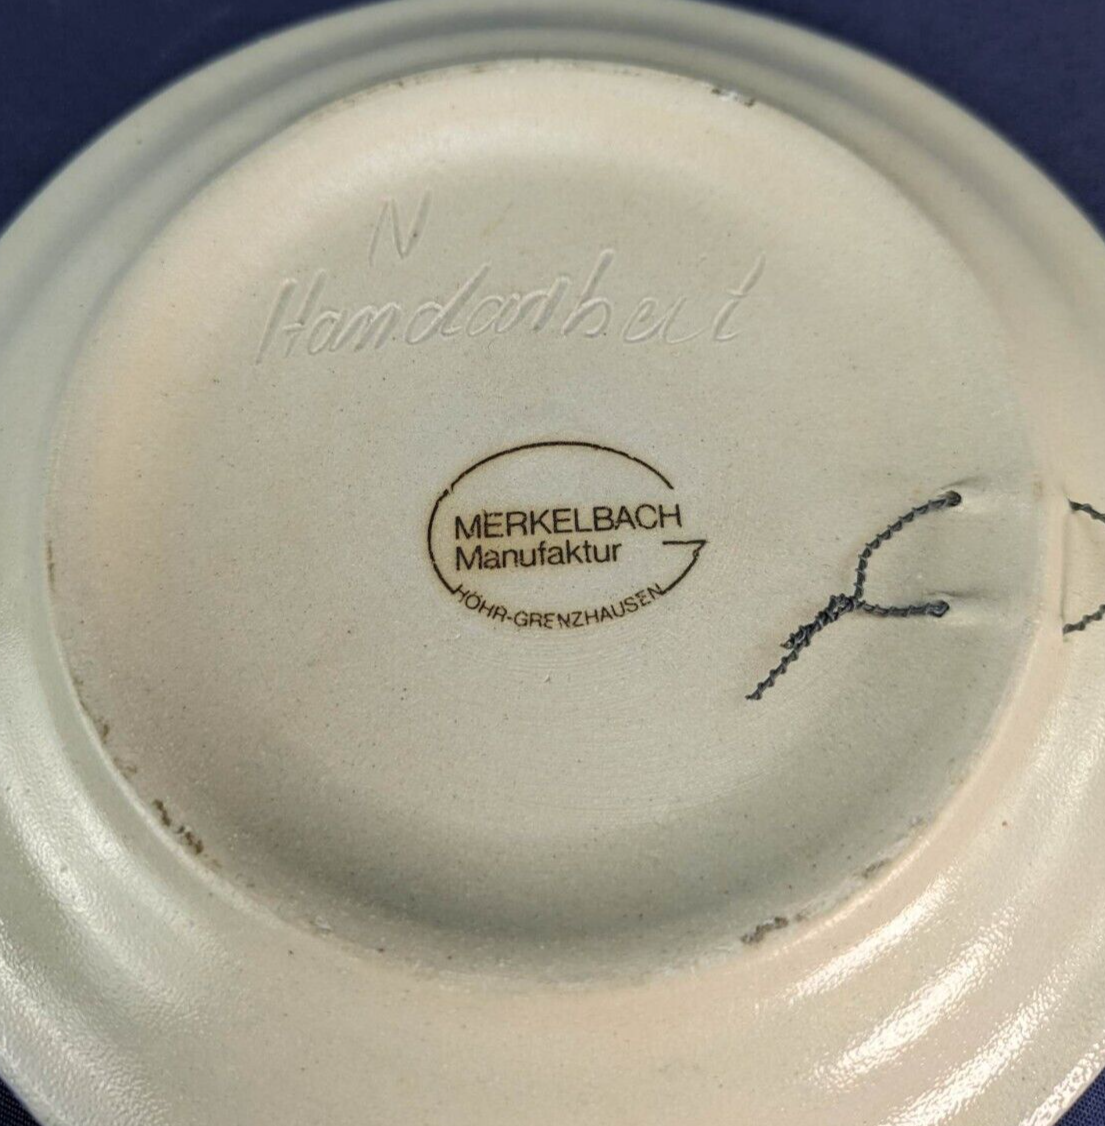 N
Handarbeit
MERKELBACH
Manufaktur
HÖHR-GRENZHAUSEN